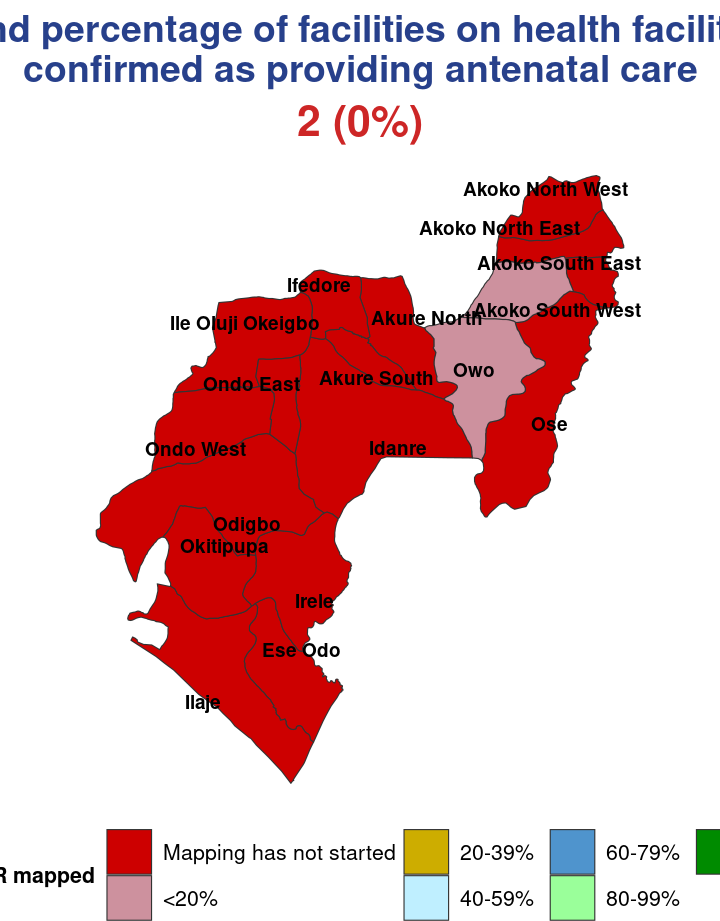 nd percentage of facilities on health facilit
confirmed as providing antenatal care
2 (0%)
Akoko North West
Akoko North East
Akoko South East
Ifedore
Akoko South West
Akure North
Ile Oluji Okeigbo
Owo
Akure South
Ondo East
Ose
Idanre
Ondo West
Odigbo
Okitipupa
Irele
Ese Odo
Ilaje
R mapped
Mapping has not started
<20%
20-39%
40-59%
60-79%
80-99%